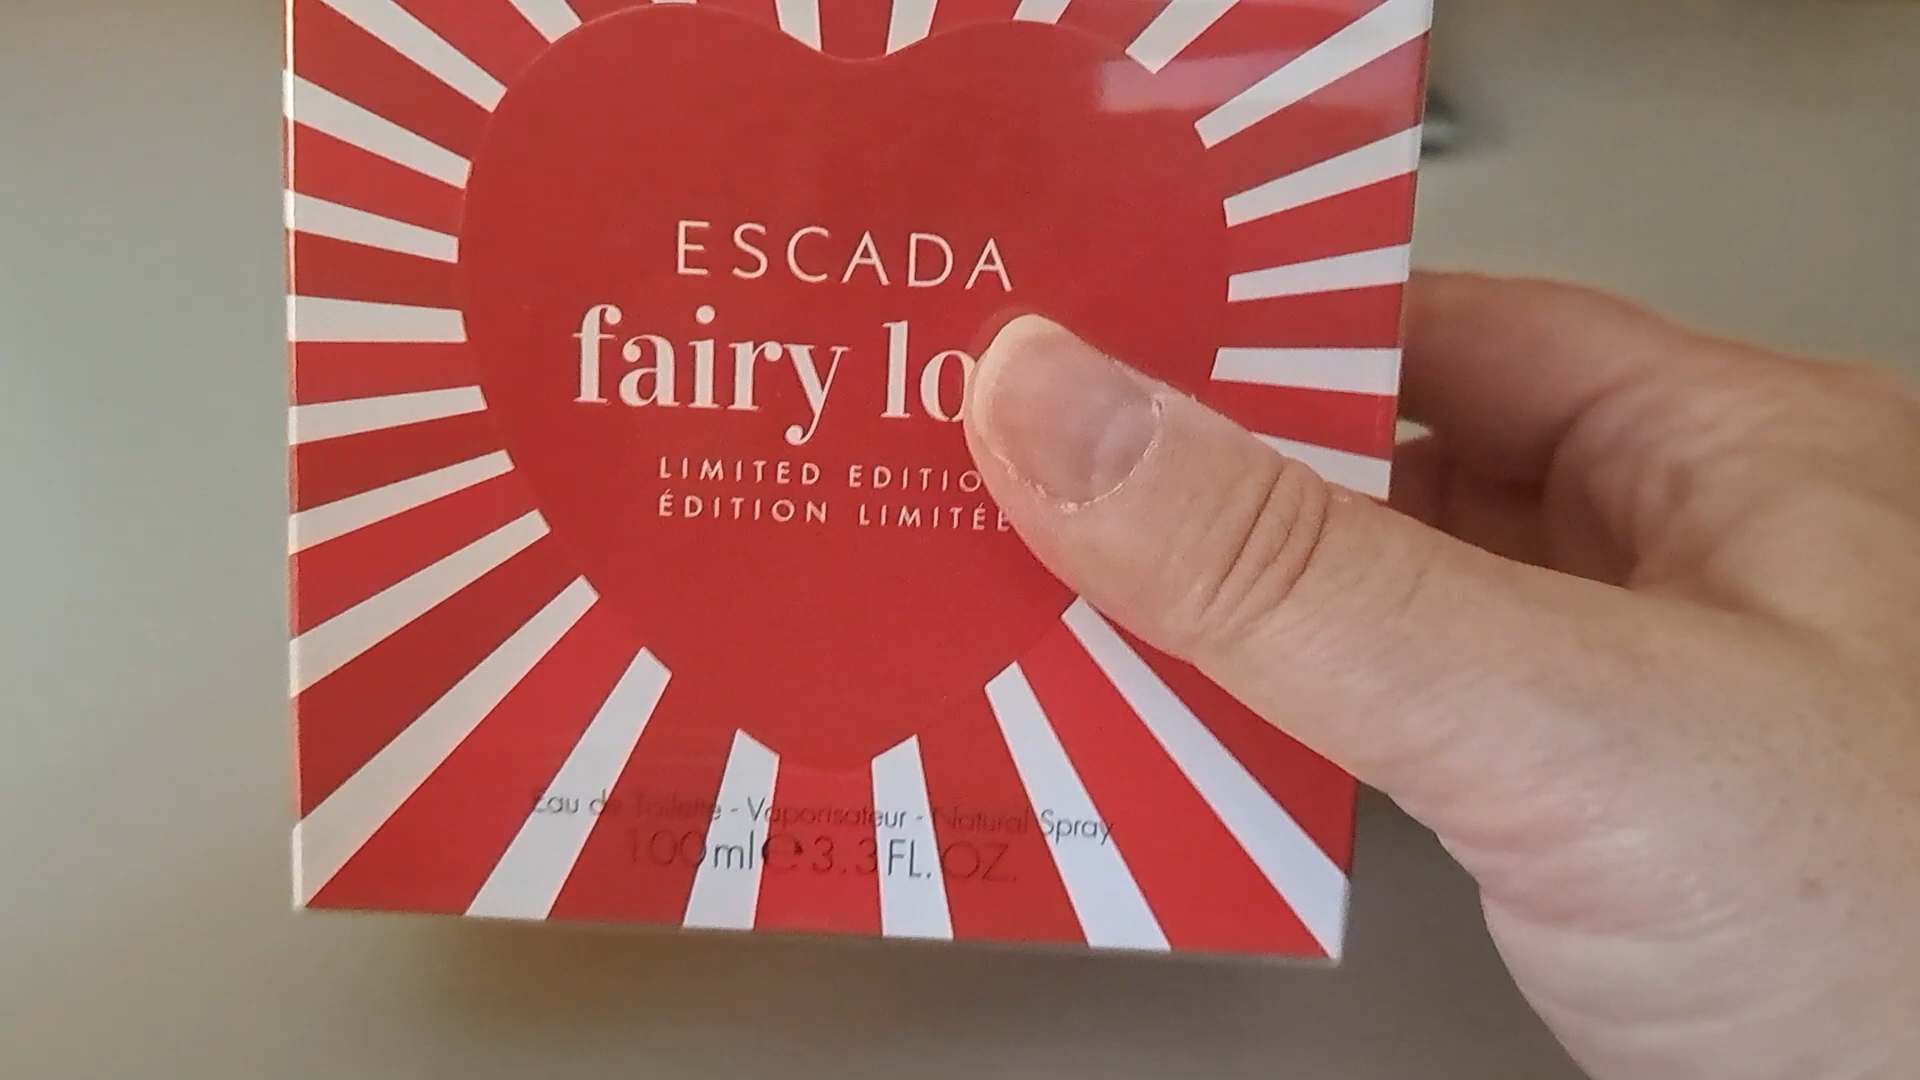 ESCADA
fairy lo
LIMITED EDITIO
ÉDITION LIMITÉE
Eau de Toilette - Vaporisateur - Natural Spray
100ml e 3.3 FL. OZ.